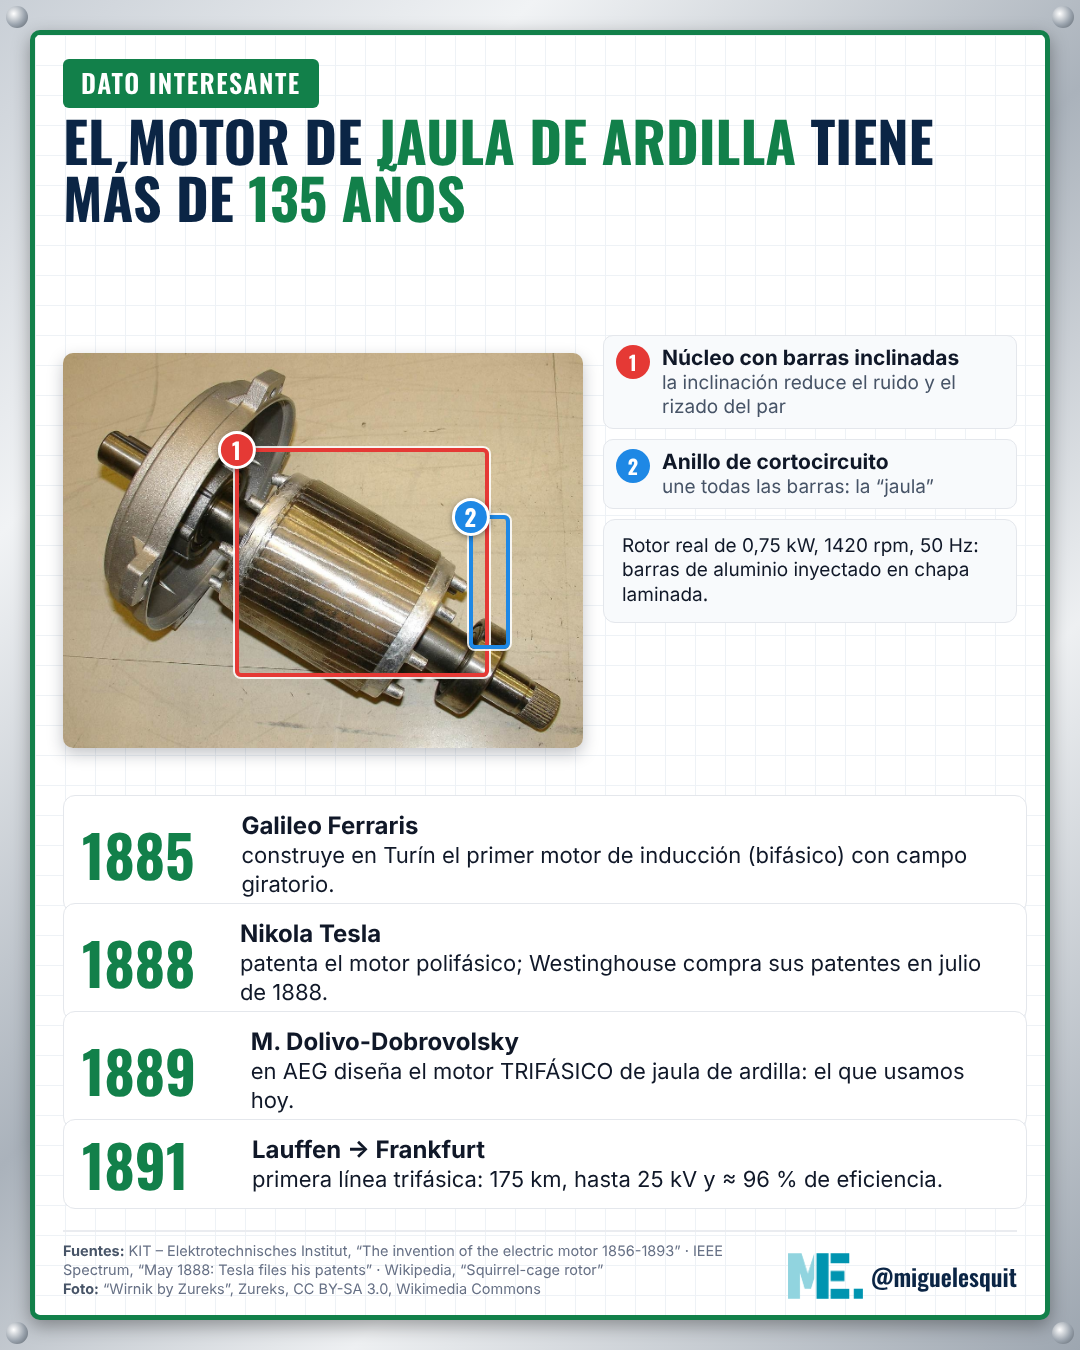 DATO INTERESANTE
EL MOTOR DE JAULA DE ARDILLA TIENE
MÁS DE 135 AÑOS
1
2
1 Núcleo con barras inclinadas
la inclinación reduce el ruido y el
rizado del par
2 Anillo de cortocircuito
une todas las barras: la “jaula”
Rotor real de 0,75 kW, 1420 rpm, 50 Hz:
barras de aluminio inyectado en chapa
laminada.
1885
Galileo Ferraris
construye en Turín el primer motor de inducción (bifásico) con campo
giratorio.
1888
Nikola Tesla
patenta el motor polifásico; Westinghouse compra sus patentes en julio
de 1888.
1889
M. Dolivo-Dobrovolsky
en AEG diseña el motor TRIFÁSICO de jaula de ardilla: el que usamos
hoy.
1891
Lauffen → Frankfurt
primera línea trifásica: 175 km, hasta 25 kV y ≈ 96 % de eficiencia.
Fuentes: KIT – Elektrotechnisches Institut, “The invention of the electric motor 1856-1893” · IEEE
Spectrum, “May 1888: Tesla files his patents” · Wikipedia, “Squirrel-cage rotor”
Foto: “Wirnik by Zureks”, Zureks, CC BY-SA 3.0, Wikimedia Commons
ME. @miguelesquit